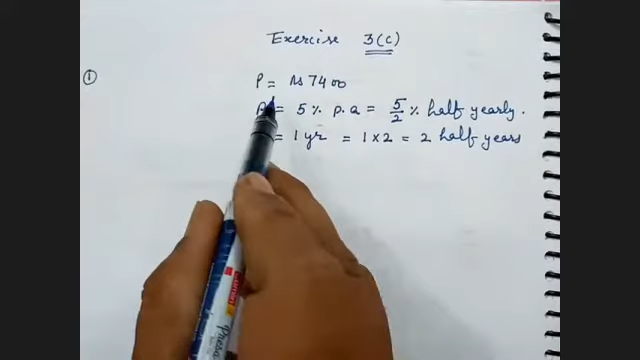 Exercise 3(c)
①
P = Rs 7400
= 5 % p.a = 5/2 % half yearly.
= 1 yr = 1 x 2 = 2 half years